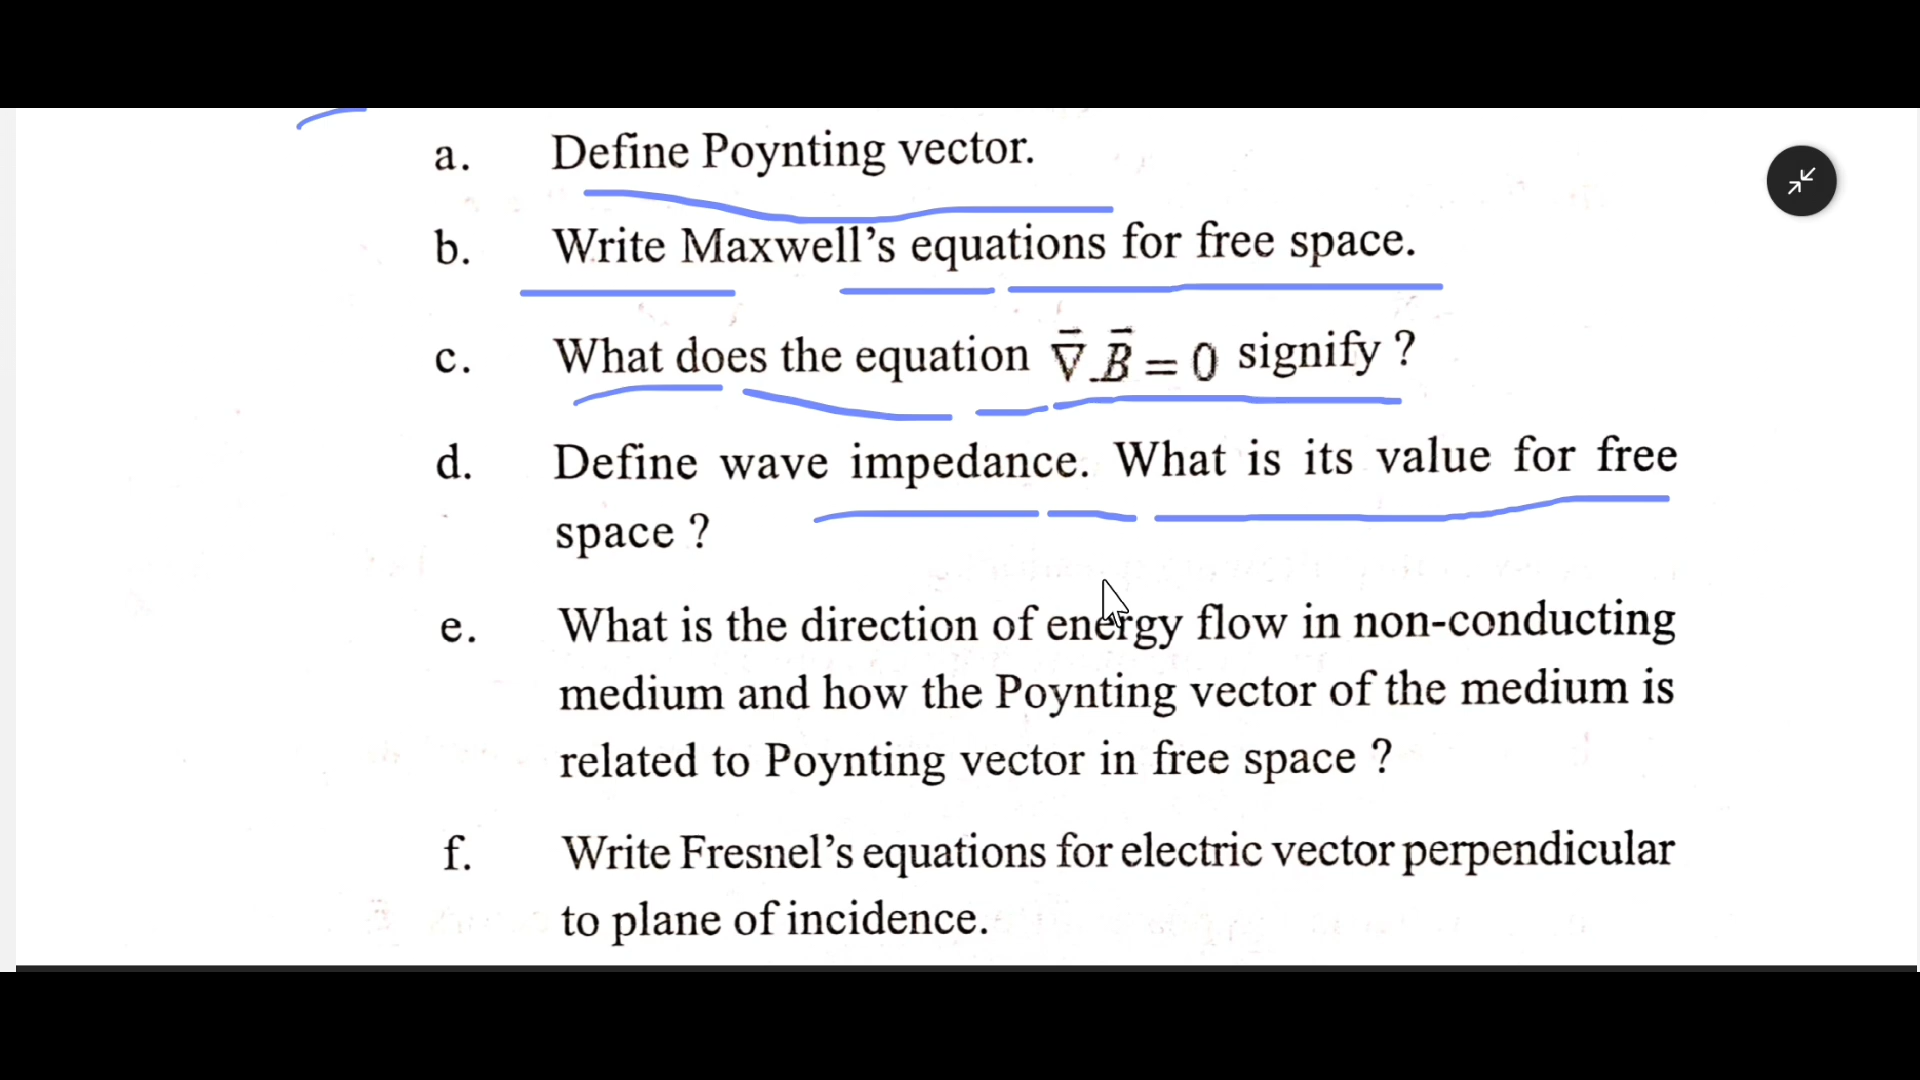 a. Define Poynting vector.
b. Write Maxwell’s equations for free space.
c. What does the equation $\vec{\nabla}.\vec{B} = 0$ signify ?
d. Define wave impedance. What is its value for free
space ?
e. What is the direction of energy flow in non-conducting
medium and how the Poynting vector of the medium is
related to Poynting vector in free space ?
f. Write Fresnel’s equations for electric vector perpendicular
to plane of incidence.